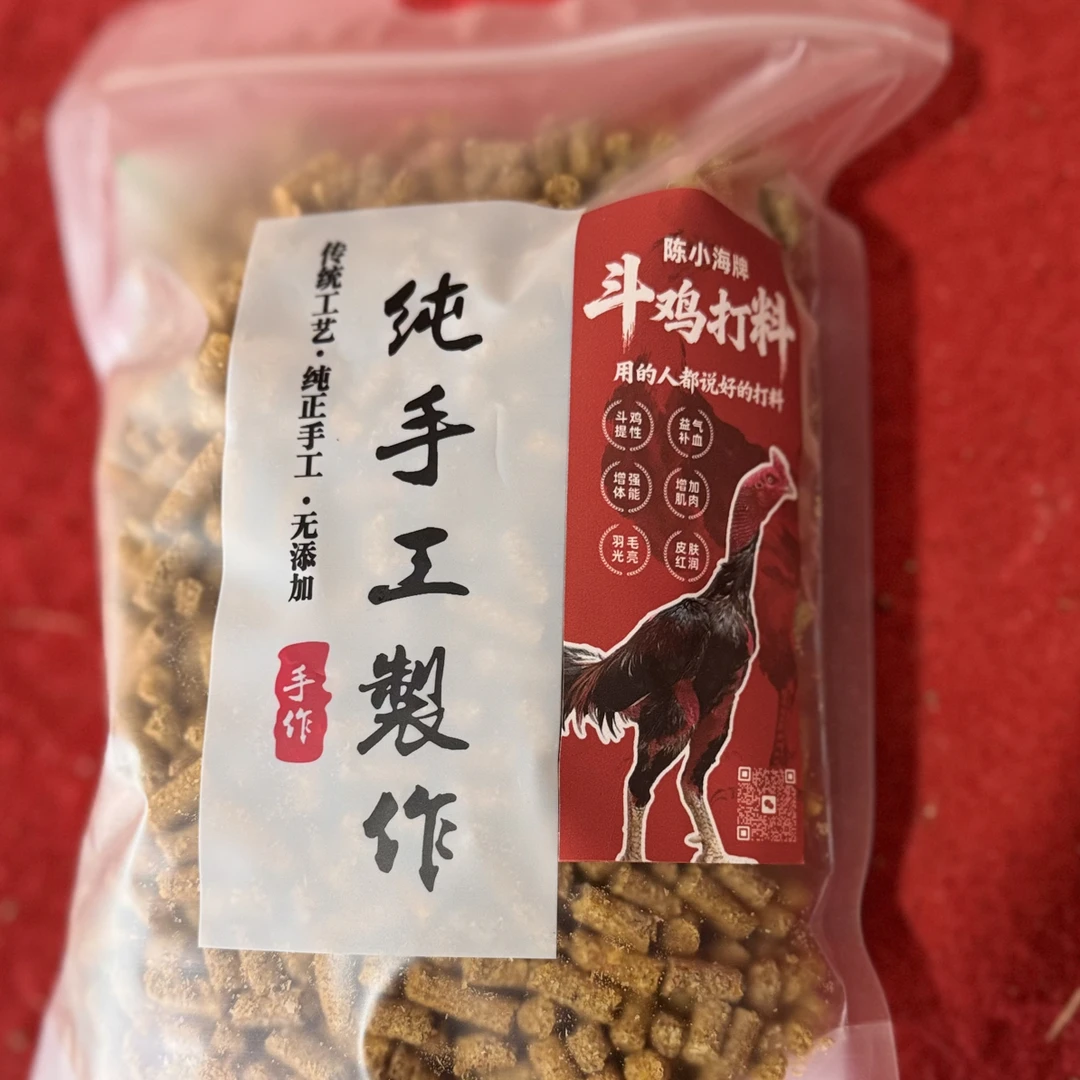 传统工艺·纯正手工·无添加
纯手工製作
手作
陈小海牌
斗鸡打料
用的人都说好的打料
斗鸡
提性
益气
补血
增强
体能
增加
肌肉
羽毛
光亮
皮肤
红润